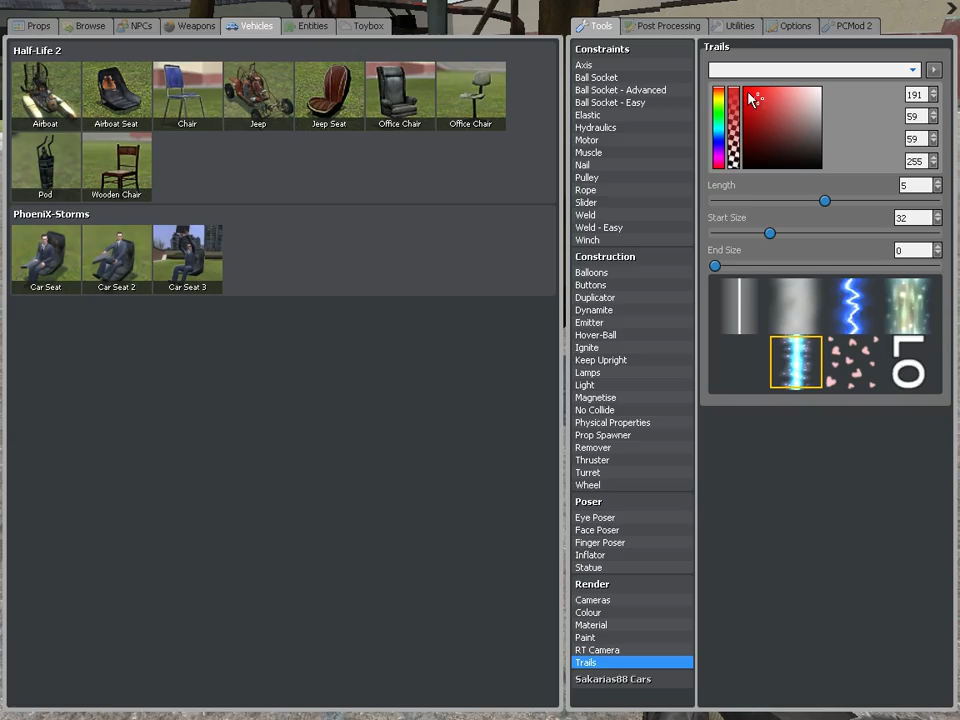 Props Browse NPCs Weapons Vehicles Entities Toybox
Half-Life 2
Airboat Airboat Seat Chair Jeep Jeep Seat Office Chair Office Chair
Pod Wooden Chair
PhoeniX-Storms
Car Seat Car Seat 2 Car Seat 3
Tools Post Processing Utilities Options PCMod 2
Constraints
Axis
Ball Socket
Ball Socket - Advanced
Ball Socket - Easy
Elastic
Hydraulics
Motor
Muscle
Nail
Pulley
Rope
Slider
Weld
Weld - Easy
Winch
Construction
Balloons
Buttons
Duplicator
Dynamite
Emitter
Hover-Ball
Ignite
Keep Upright
Lamps
Light
Magnetise
No Collide
Physical Properties
Prop Spawner
Remover
Thruster
Turret
Wheel
Poser
Eye Poser
Face Poser
Finger Poser
Inflator
Statue
Render
Cameras
Colour
Material
Paint
RT Camera
Trails
Sakarias88 Cars
Trails
191
59
59
255
Length 5
Start Size 32
End Size 0
LO